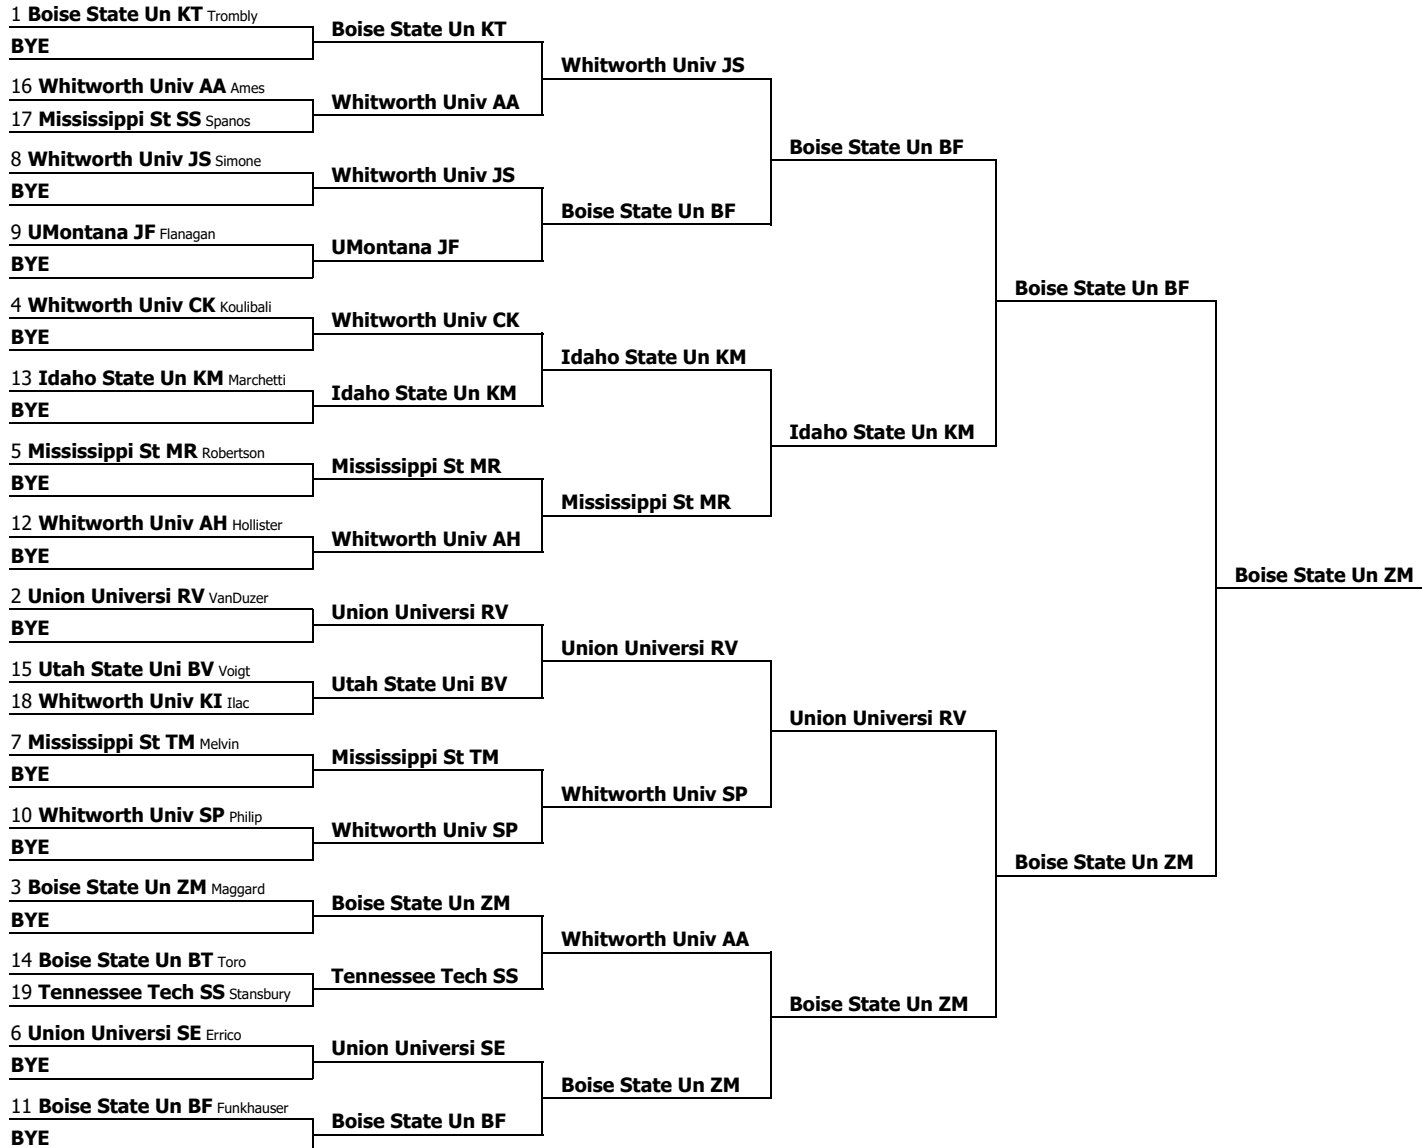 1 Boise State Un KT Trombly
BYE
16 Whitworth Univ AA Ames
17 Mississippi St SS Spanos
8 Whitworth Univ JS Simone
BYE
9 UMontana JF Flanagan
BYE
4 Whitworth Univ CK Koulibali
BYE
13 Idaho State Un KM Marchetti
BYE
5 Mississippi St MR Robertson
BYE
12 Whitworth Univ AH Hollister
BYE
2 Union Universi RV VanDuzer
BYE
15 Utah State Uni BV Voigt
18 Whitworth Univ KI Ilac
7 Mississippi St TM Melvin
BYE
10 Whitworth Univ SP Philip
BYE
3 Boise State Un ZM Maggard
BYE
14 Boise State Un BT Toro
19 Tennessee Tech SS Stansbury
6 Union Universi SE Errico
BYE
11 Boise State Un BF Funkhauser
BYE
Boise State Un KT
Whitworth Univ AA
Whitworth Univ JS
UMontana JF
Whitworth Univ CK
Idaho State Un KM
Mississippi St MR
Whitworth Univ AH
Union Universi RV
Utah State Uni BV
Mississippi St TM
Whitworth Univ SP
Boise State Un ZM
Tennessee Tech SS
Union Universi SE
Boise State Un BF
Whitworth Univ JS
Boise State Un BF
Idaho State Un KM
Mississippi St MR
Union Universi RV
Whitworth Univ SP
Whitworth Univ AA
Boise State Un ZM
Boise State Un BF
Idaho State Un KM
Union Universi RV
Boise State Un ZM
Boise State Un BF
Boise State Un ZM
Boise State Un ZM